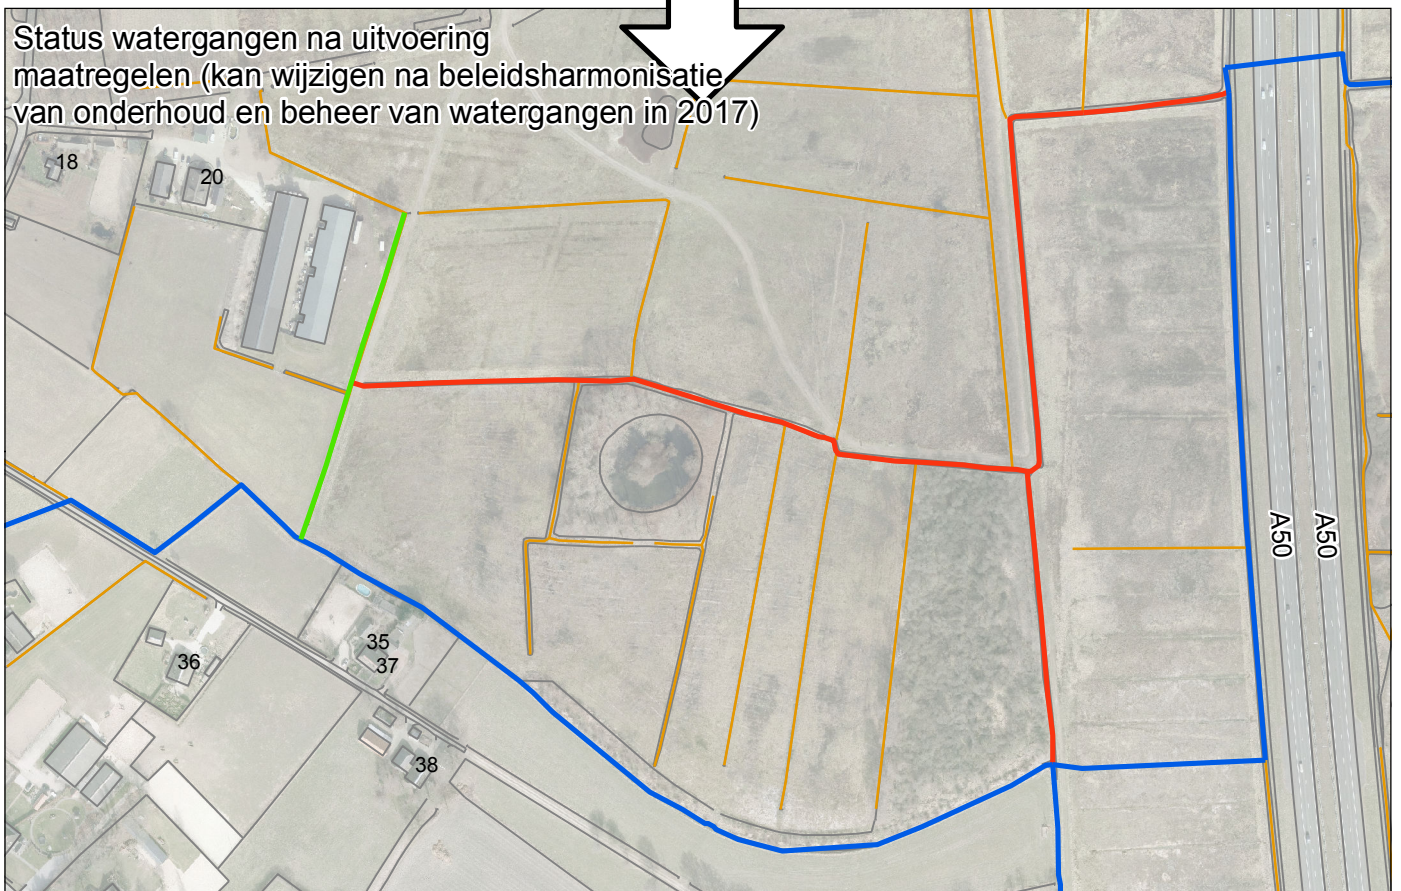 Status watergangen na uitvoering
maatregelen (kan wijzigen na beleidsharmonisatie
van onderhoud en beheer van watergangen in 2017)
18
20
A50
A50
35
36
37
38